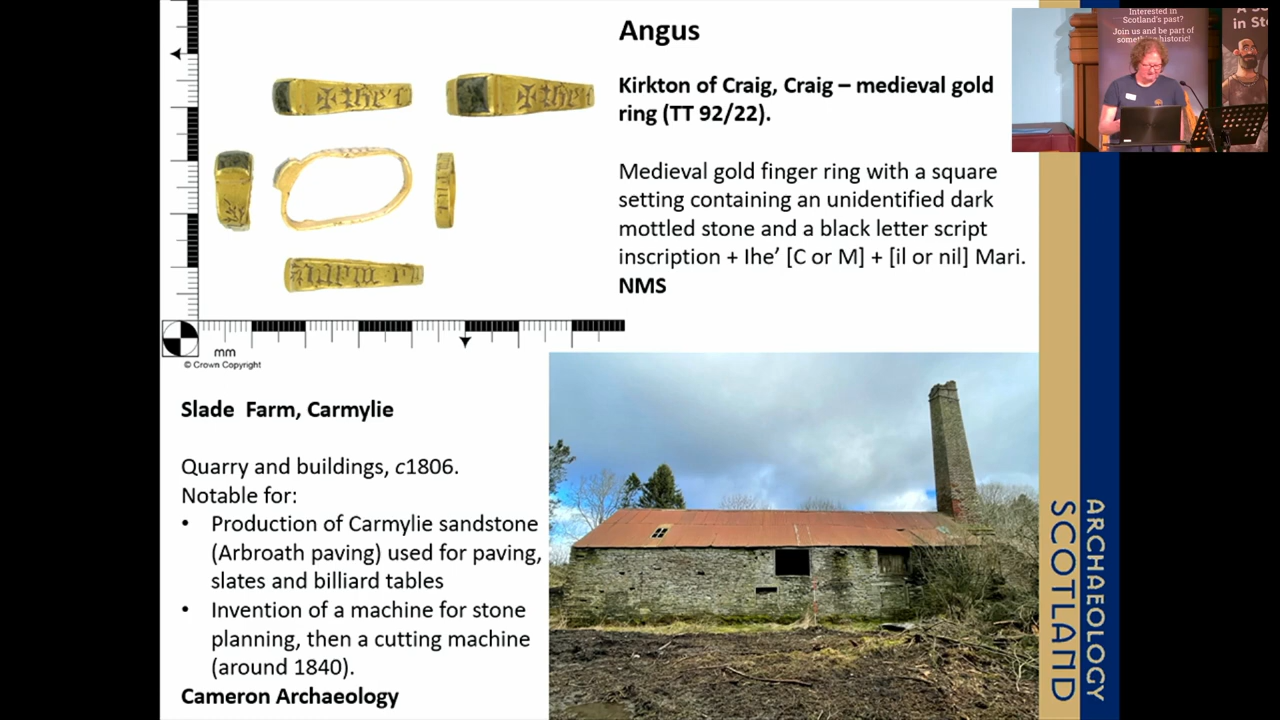 Angus
Kirkton of Craig, Craig – medieval gold
ring (TT 92/22).
Medieval gold finger ring with a square
setting containing an unidentified dark
mottled stone and a black letter script
inscription + Ihe’ [C or M] + [il or nil] Mari.
NMS
mm
© Crown Copyright
Slade Farm, Carmylie
Quarry and buildings, c1806.
Notable for:
• Production of Carmylie sandstone
(Arbroath paving) used for paving,
slates and billiard tables
• Invention of a machine for stone
planning, then a cutting machine
(around 1840).
Cameron Archaeology
ARCHAEOLOGY
SCOTLAND
Interested in
Scotland's past?
Join us and be part of
something historic!
in